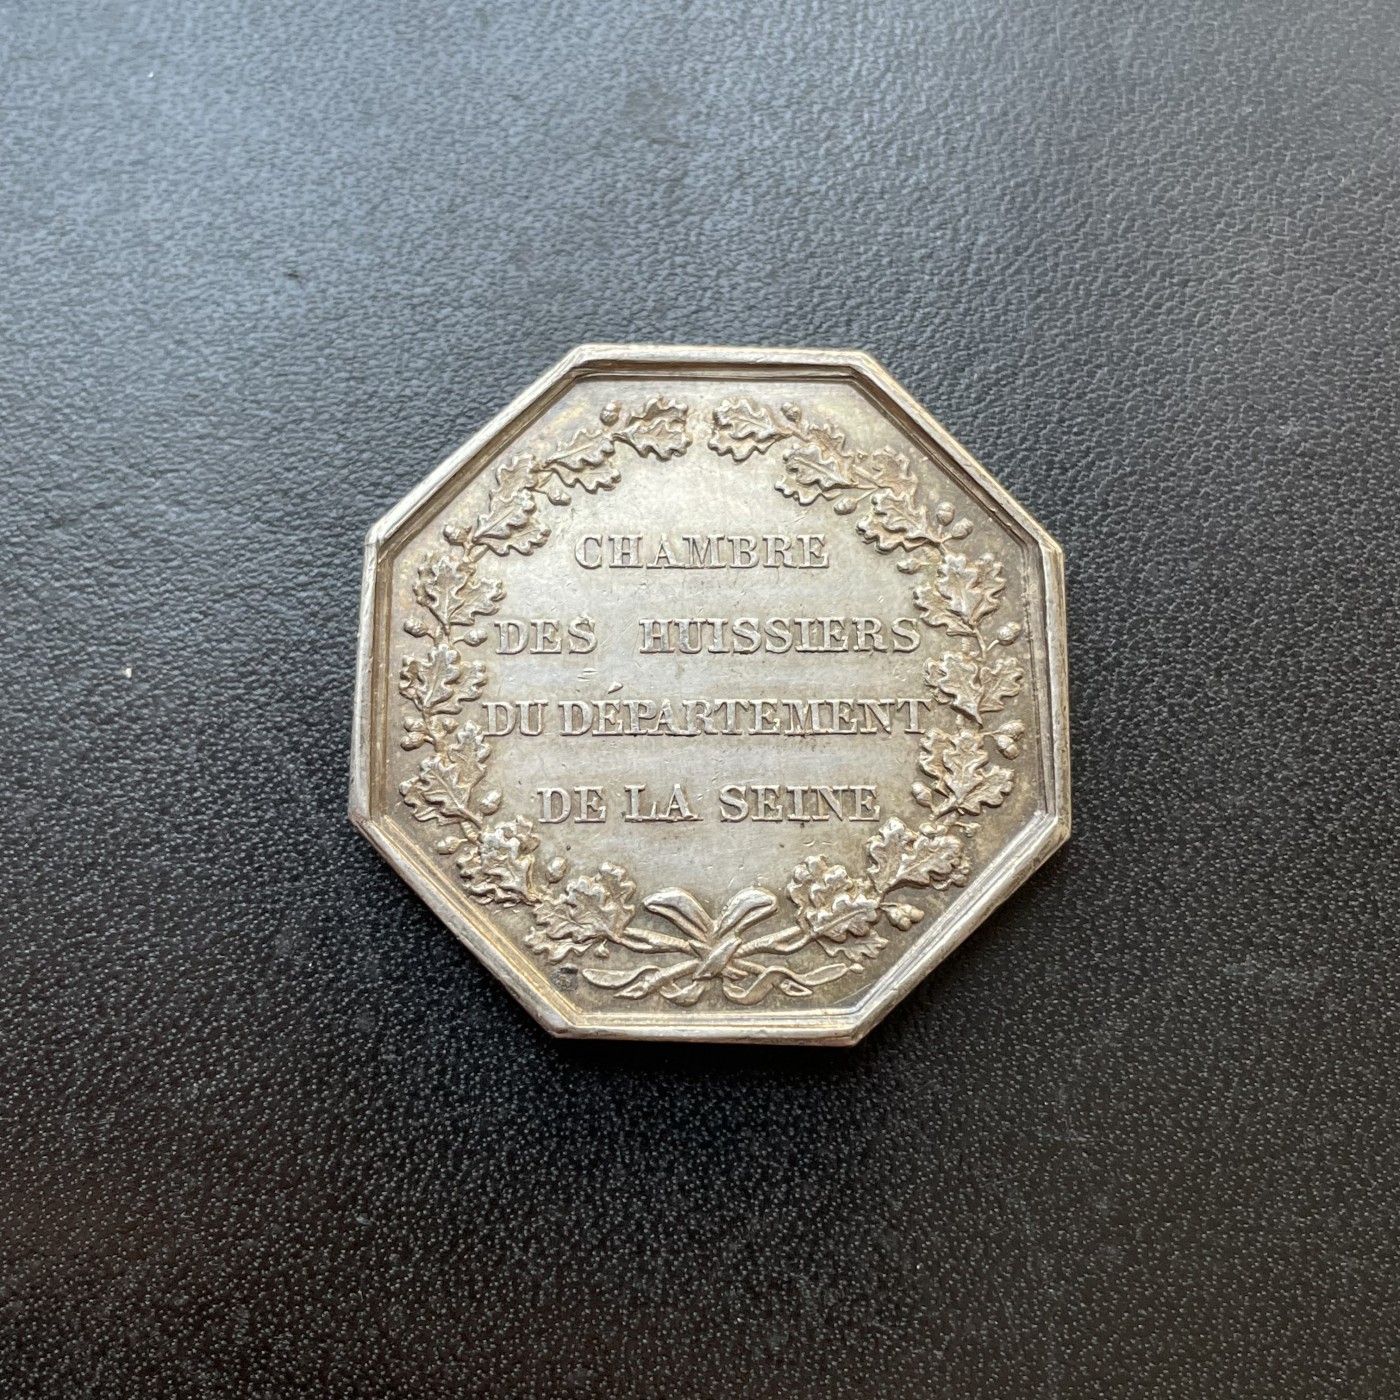 CHAMBRE
DES HUISSIERS
DU DÉPARTEMENT
DE LA SEINE